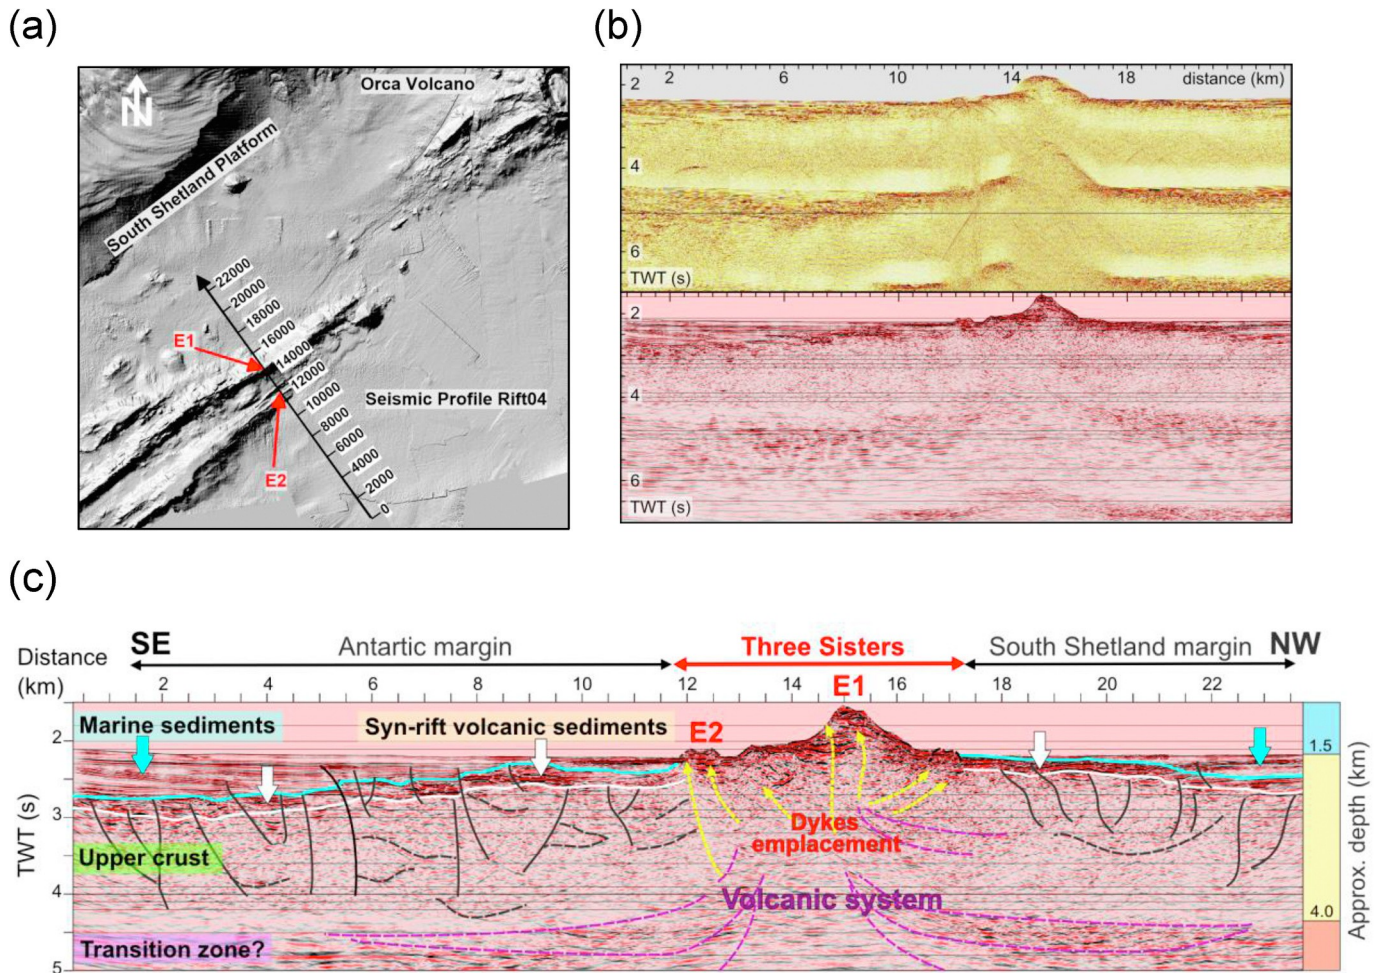 (a)
(b)
Orca Volcano
N
South Shetland Platform
22000
20000
18000
16000
14000
12000
10000
8000
6000
4000
2000
0
E1
E2
Seismic Profile Rift04
2
6
10
14
18
distance (km)
2
4
6
TWT (s)
2
4
6
TWT (s)
(c)
SE
Antartic margin
Three Sisters
South Shetland margin
NW
Distance
(km)
2
4
6
8
10
12
14
16
18
20
22
E1
Marine sediments
Syn-rift volcanic sediments
E2
2
3
4
5
TWT (s)
Dykes
emplacement
Upper crust
Volcanic system
Transition zone?
1.5
4.0
Approx. depth (km)